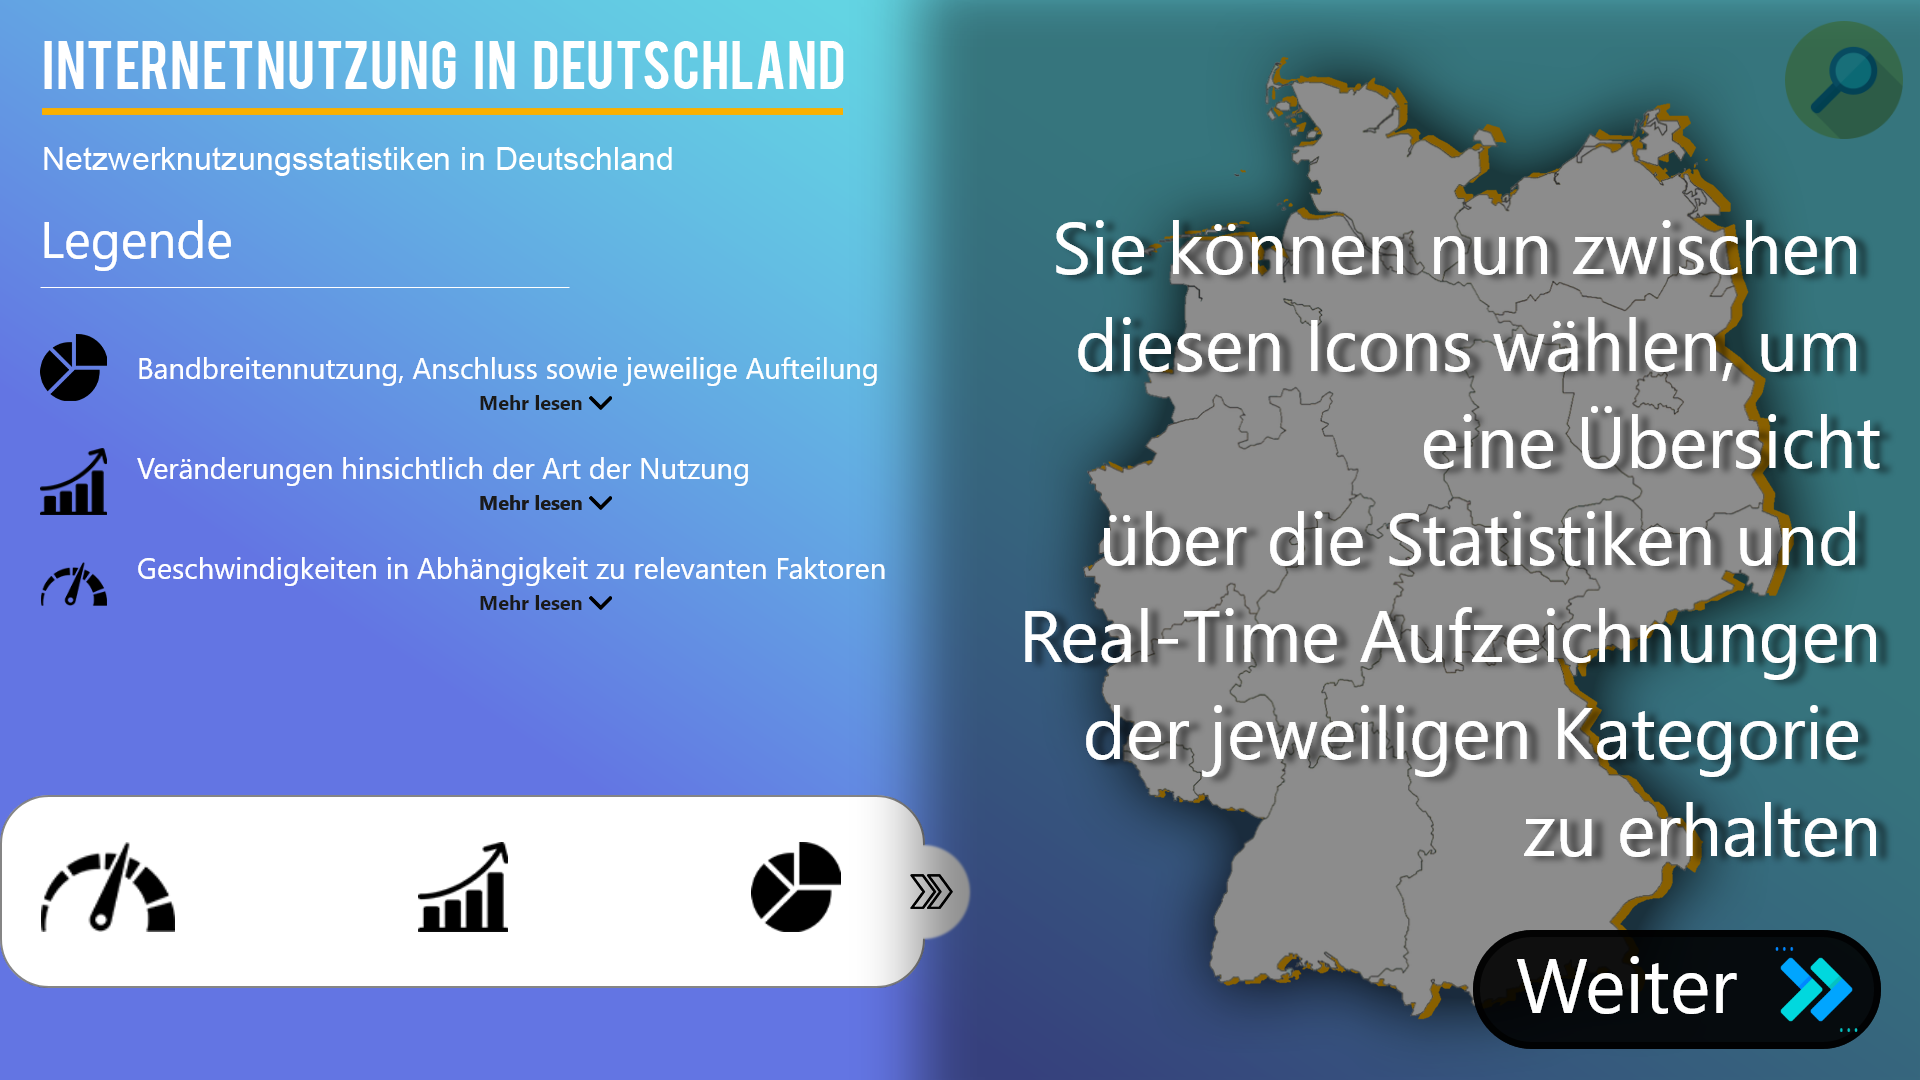 INTERNETNUTZUNG IN DEUTSCHLAND
Netzwerknutzungsstatistiken in Deutschland
Legende
Bandbreitennutzung, Anschluss sowie jeweilige Aufteilung
Mehr lesen
Veränderungen hinsichtlich der Art der Nutzung
Mehr lesen
Geschwindigkeiten in Abhängigkeit zu relevanten Faktoren
Mehr lesen
Sie können nun zwischen
diesen Icons wählen, um
eine Übersicht
über die Statistiken und
Real-Time Aufzeichnungen
der jeweiligen Kategorie
zu erhalten
Weiter